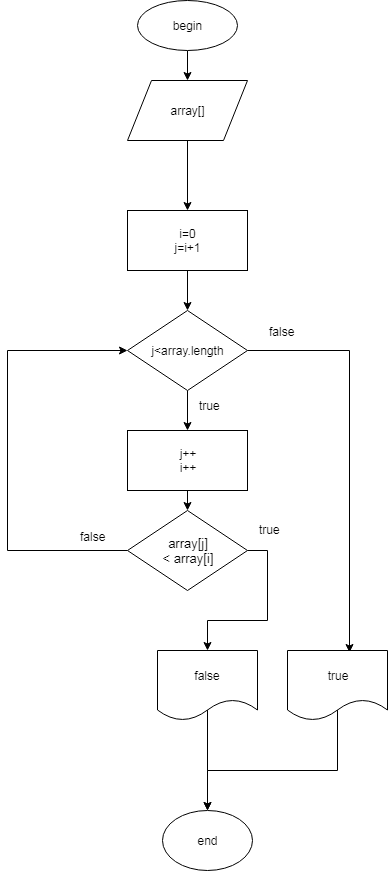 begin
array[]
i=0
j=i+1
j<array.length
false
true
j++
i++
array[j]
< array[i]
false
true
false
true
end